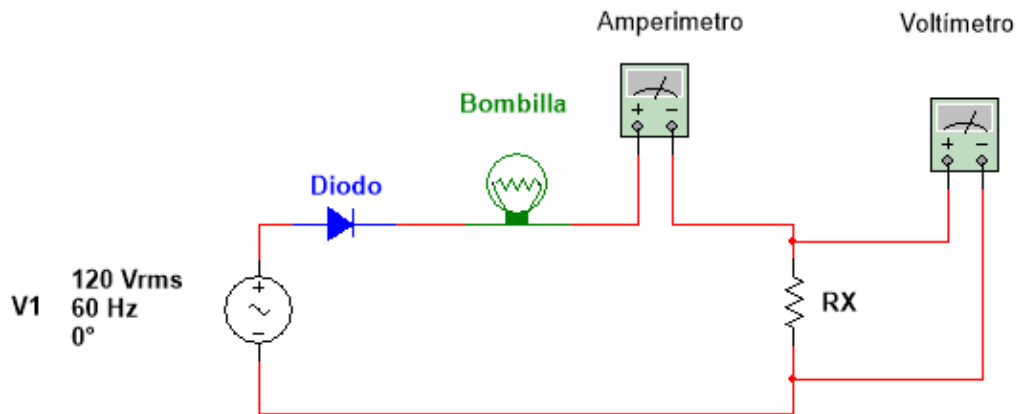 Amperimetro
Voltímetro
Bombilla
+ −
+ −
Diodo
V1
120 Vrms
60 Hz
0°
+
−
RX